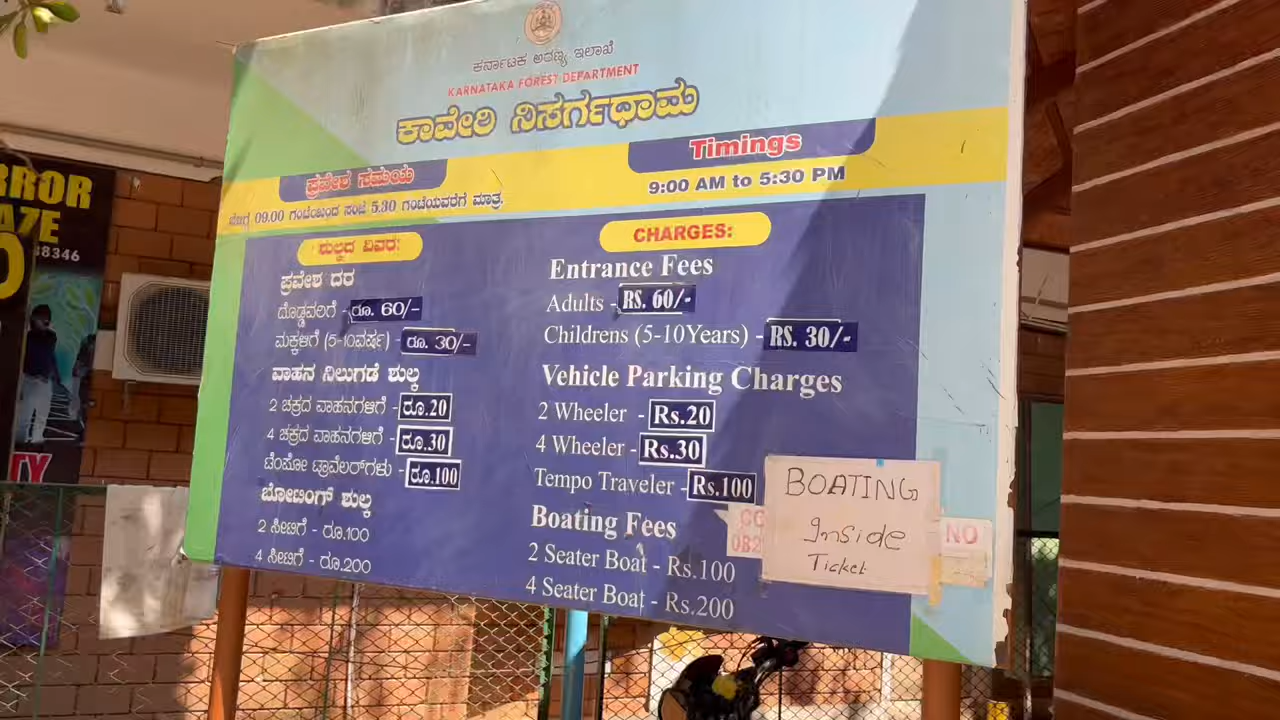 ಕರ್ನಾಟಕ ಅರಣ್ಯ ಇಲಾಖೆ
KARNATAKA FOREST DEPARTMENT
ಕಾವೇರಿ ನಿಸರ್ಗಧಾಮ
ಪ್ರವೇಶ ಸಮಯ
ಬೆಳಗ್ಗೆ 09.00 ಗಂಟೆಯಿಂದ ಸಂಜೆ 5.30 ಗಂಟೆಯವರೆಗೆ ಮಾತ್ರ.
Timings
9:00 AM to 5:30 PM
ಶುಲ್ಕದ ವಿವರ:
ಪ್ರವೇಶ ದರ
ದೊಡ್ಡವರಿಗೆ - ರೂ. 60/-
ಮಕ್ಕಳಿಗೆ (5-10ವರ್ಷ) - ರೂ. 30/-
ವಾಹನ ನಿಲುಗಡೆ ಶುಲ್ಕ
2 ಚಕ್ರದ ವಾಹನಗಳಿಗೆ - ರೂ.20
4 ಚಕ್ರದ ವಾಹನಗಳಿಗೆ - ರೂ.30
ಟೆಂಪೋ ಟ್ರಾವೆಲರ್‌ಗಳು - ರೂ.100
ಬೋಟಿಂಗ್ ಶುಲ್ಕ
2 ಸೀಟಿಗೆ - ರೂ.100
4 ಸೀಟಿಗೆ - ರೂ.200
CHARGES:
Entrance Fees
Adults - RS. 60/-
Childrens (5-10Years) - RS. 30/-
Vehicle Parking Charges
2 Wheeler - Rs.20
4 Wheeler - Rs.30
Tempo Traveler - Rs.100
Boating Fees
2 Seater Boat - Rs.100
4 Seater Boat - Rs.200
BOATING
Inside
Ticket
NO
38346